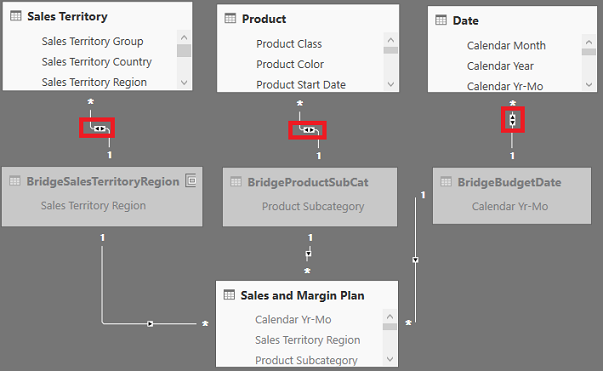 Sales Territory
Sales Territory Group
Sales Territory Country
Sales Territory Region
Product
Product Class
Product Color
Product Start Date
Date
Calendar Month
Calendar Year
Calendar Yr-Mo
*
*
*
1
1
1
BridgeSalesTerritoryRegion
Sales Territory Region
BridgeProductSubCat
Product Subcategory
BridgeBudgetDate
Calendar Yr-Mo
1
1
1
*
*
*
Sales and Margin Plan
Calendar Yr-Mo
Sales Territory Region
Product Subcategory